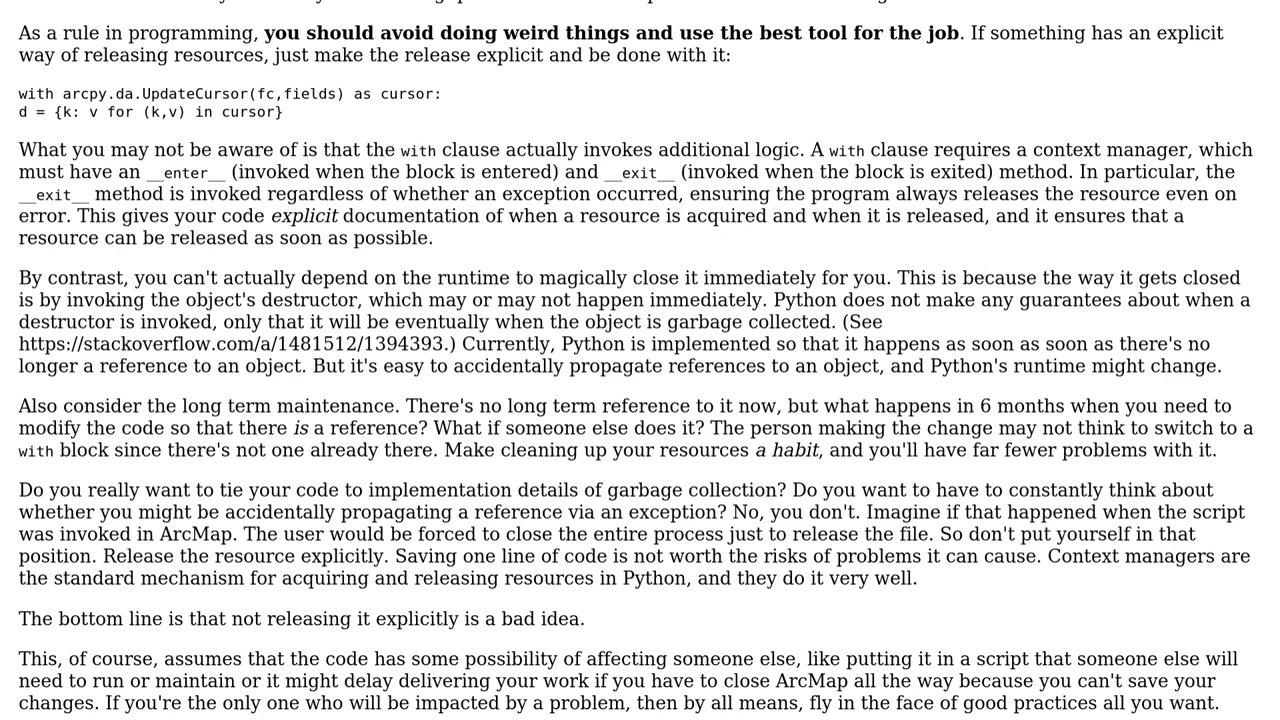 As a rule in programming, you should avoid doing weird things and use the best tool for the job. If something has an explicit
way of releasing resources, just make the release explicit and be done with it:
with arcpy.da.UpdateCursor(fc,fields) as cursor:
d = {k: v for (k,v) in cursor}
What you may not be aware of is that the with clause actually invokes additional logic. A with clause requires a context manager, which
must have an __enter__ (invoked when the block is entered) and __exit__ (invoked when the block is exited) method. In particular, the
__exit__ method is invoked regardless of whether an exception occurred, ensuring the program always releases the resource even on
error. This gives your code explicit documentation of when a resource is acquired and when it is released, and it ensures that a
resource can be released as soon as possible.
By contrast, you can't actually depend on the runtime to magically close it immediately for you. This is because the way it gets closed
is by invoking the object's destructor, which may or may not happen immediately. Python does not make any guarantees about when a
destructor is invoked, only that it will be eventually when the object is garbage collected. (See
https://stackoverflow.com/a/1481512/1394393.) Currently, Python is implemented so that it happens as soon as soon as there's no
longer a reference to an object. But it's easy to accidentally propagate references to an object, and Python's runtime might change.
Also consider the long term maintenance. There's no long term reference to it now, but what happens in 6 months when you need to
modify the code so that there is a reference? What if someone else does it? The person making the change may not think to switch to a
with block since there's not one already there. Make cleaning up your resources a habit, and you'll have far fewer problems with it.
Do you really want to tie your code to implementation details of garbage collection? Do you want to have to constantly think about
whether you might be accidentally propagating a reference via an exception? No, you don't. Imagine if that happened when the script
was invoked in ArcMap. The user would be forced to close the entire process just to release the file. So don't put yourself in that
position. Release the resource explicitly. Saving one line of code is not worth the risks of problems it can cause. Context managers are
the standard mechanism for acquiring and releasing resources in Python, and they do it very well.
The bottom line is that not releasing it explicitly is a bad idea.
This, of course, assumes that the code has some possibility of affecting someone else, like putting it in a script that someone else will
need to run or maintain or it might delay delivering your work if you have to close ArcMap all the way because you can't save your
changes. If you're the only one who will be impacted by a problem, then by all means, fly in the face of good practices all you want.